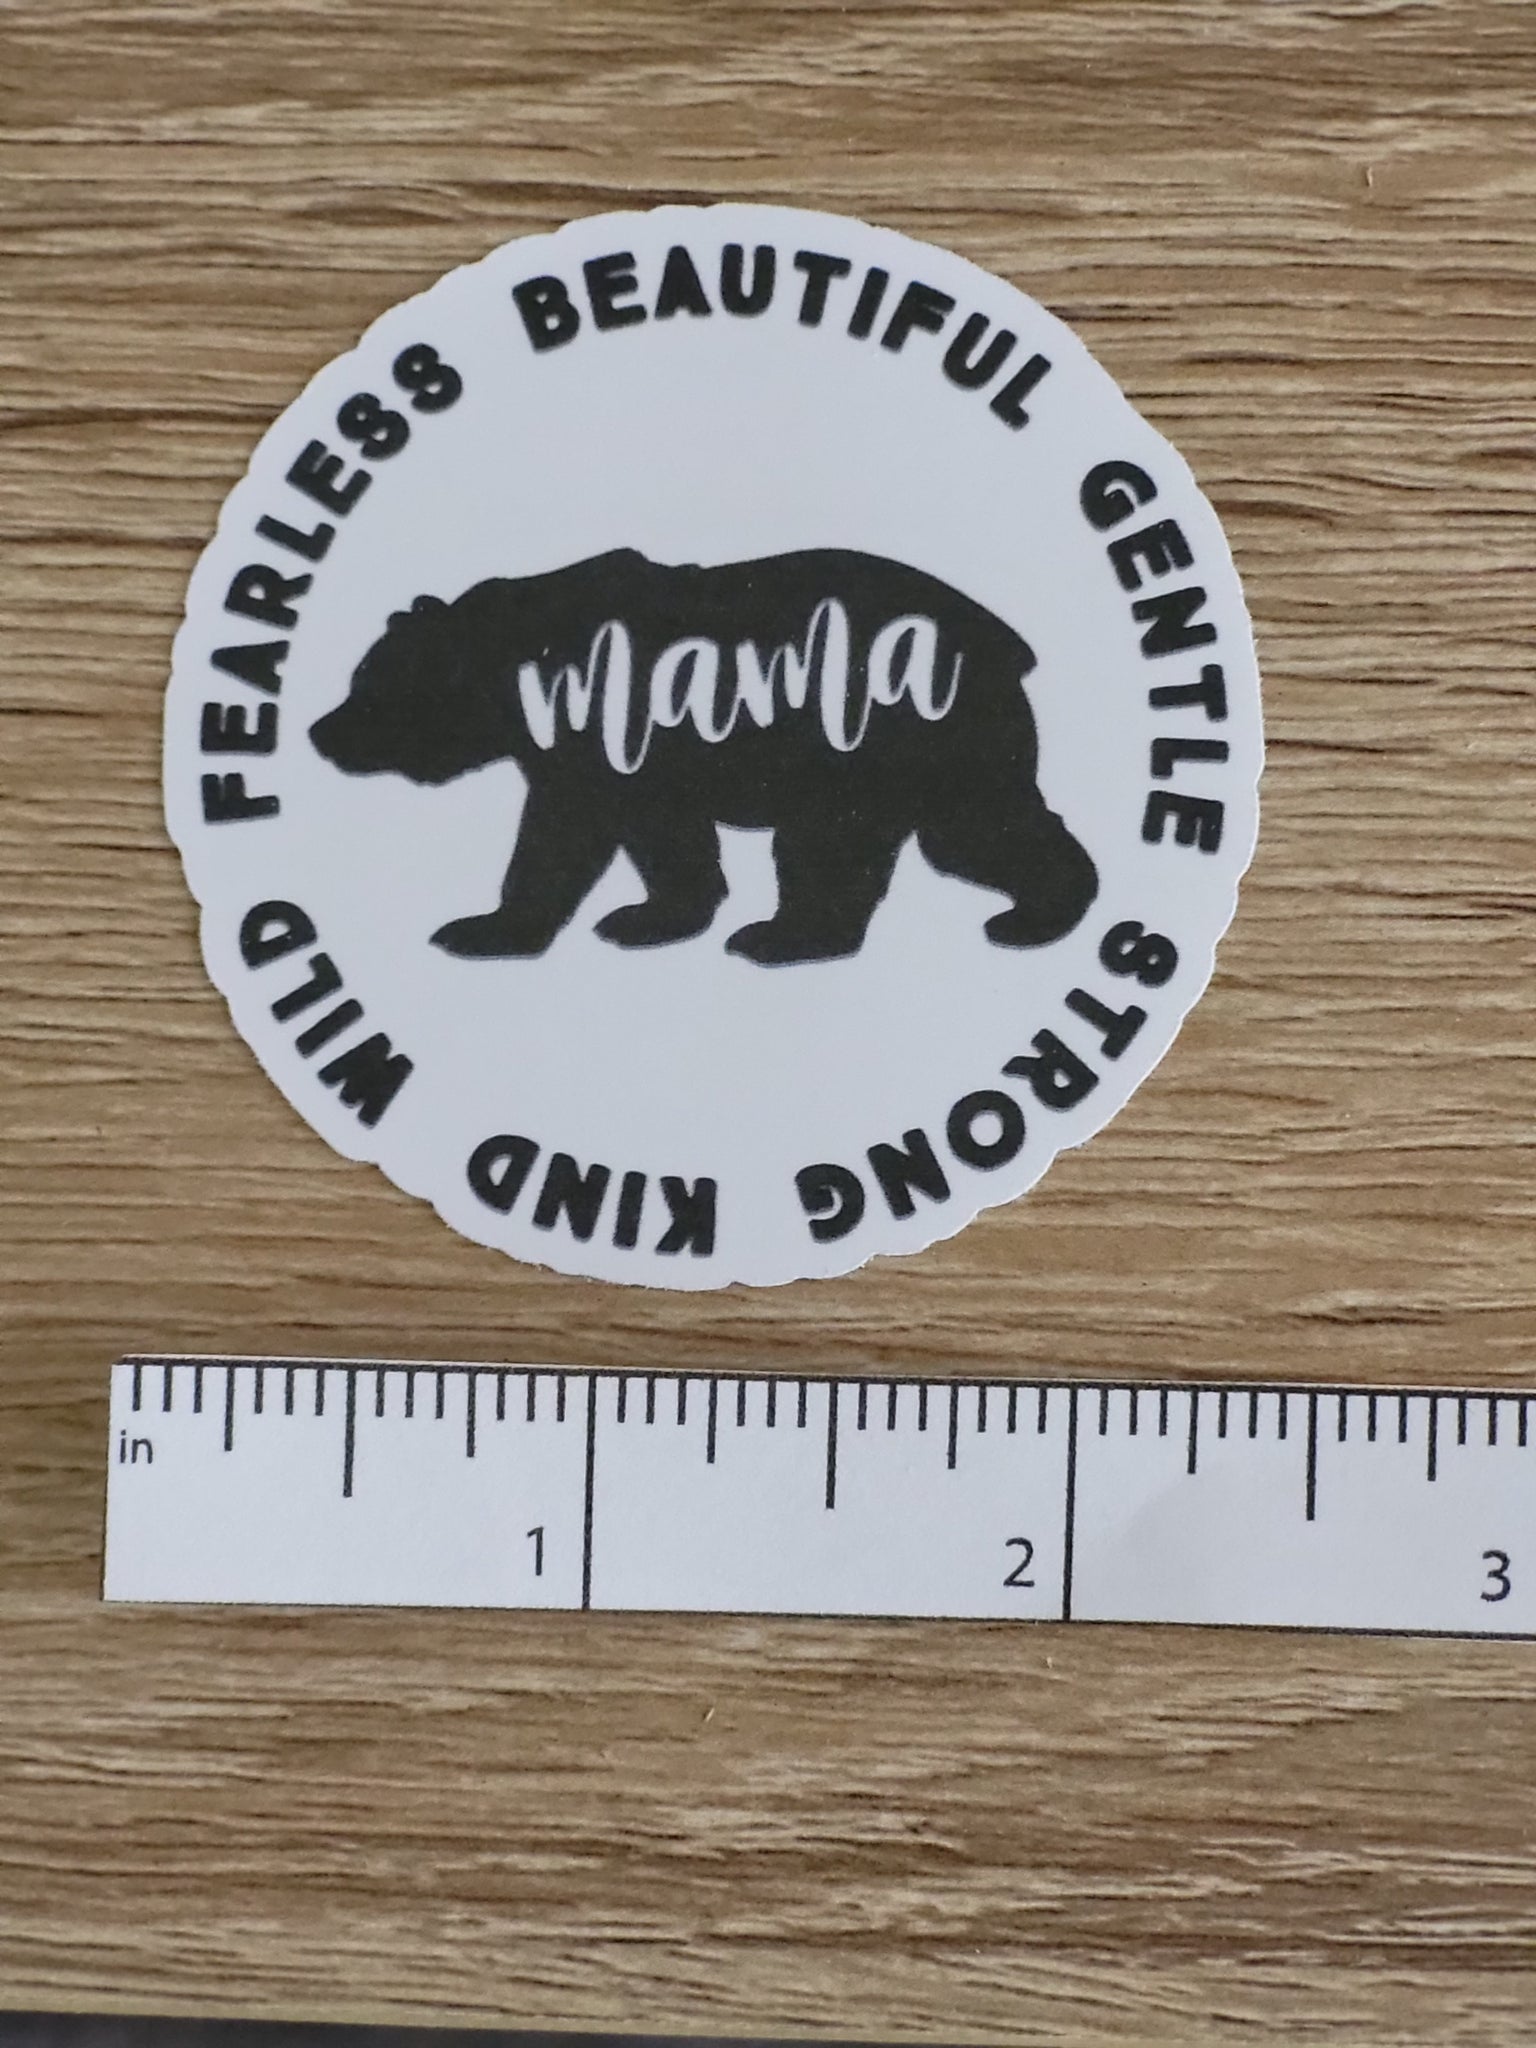 BEAUTIFUL GENTLE STRONG KIND WILD FEARLESS
mama
in 1 2 3